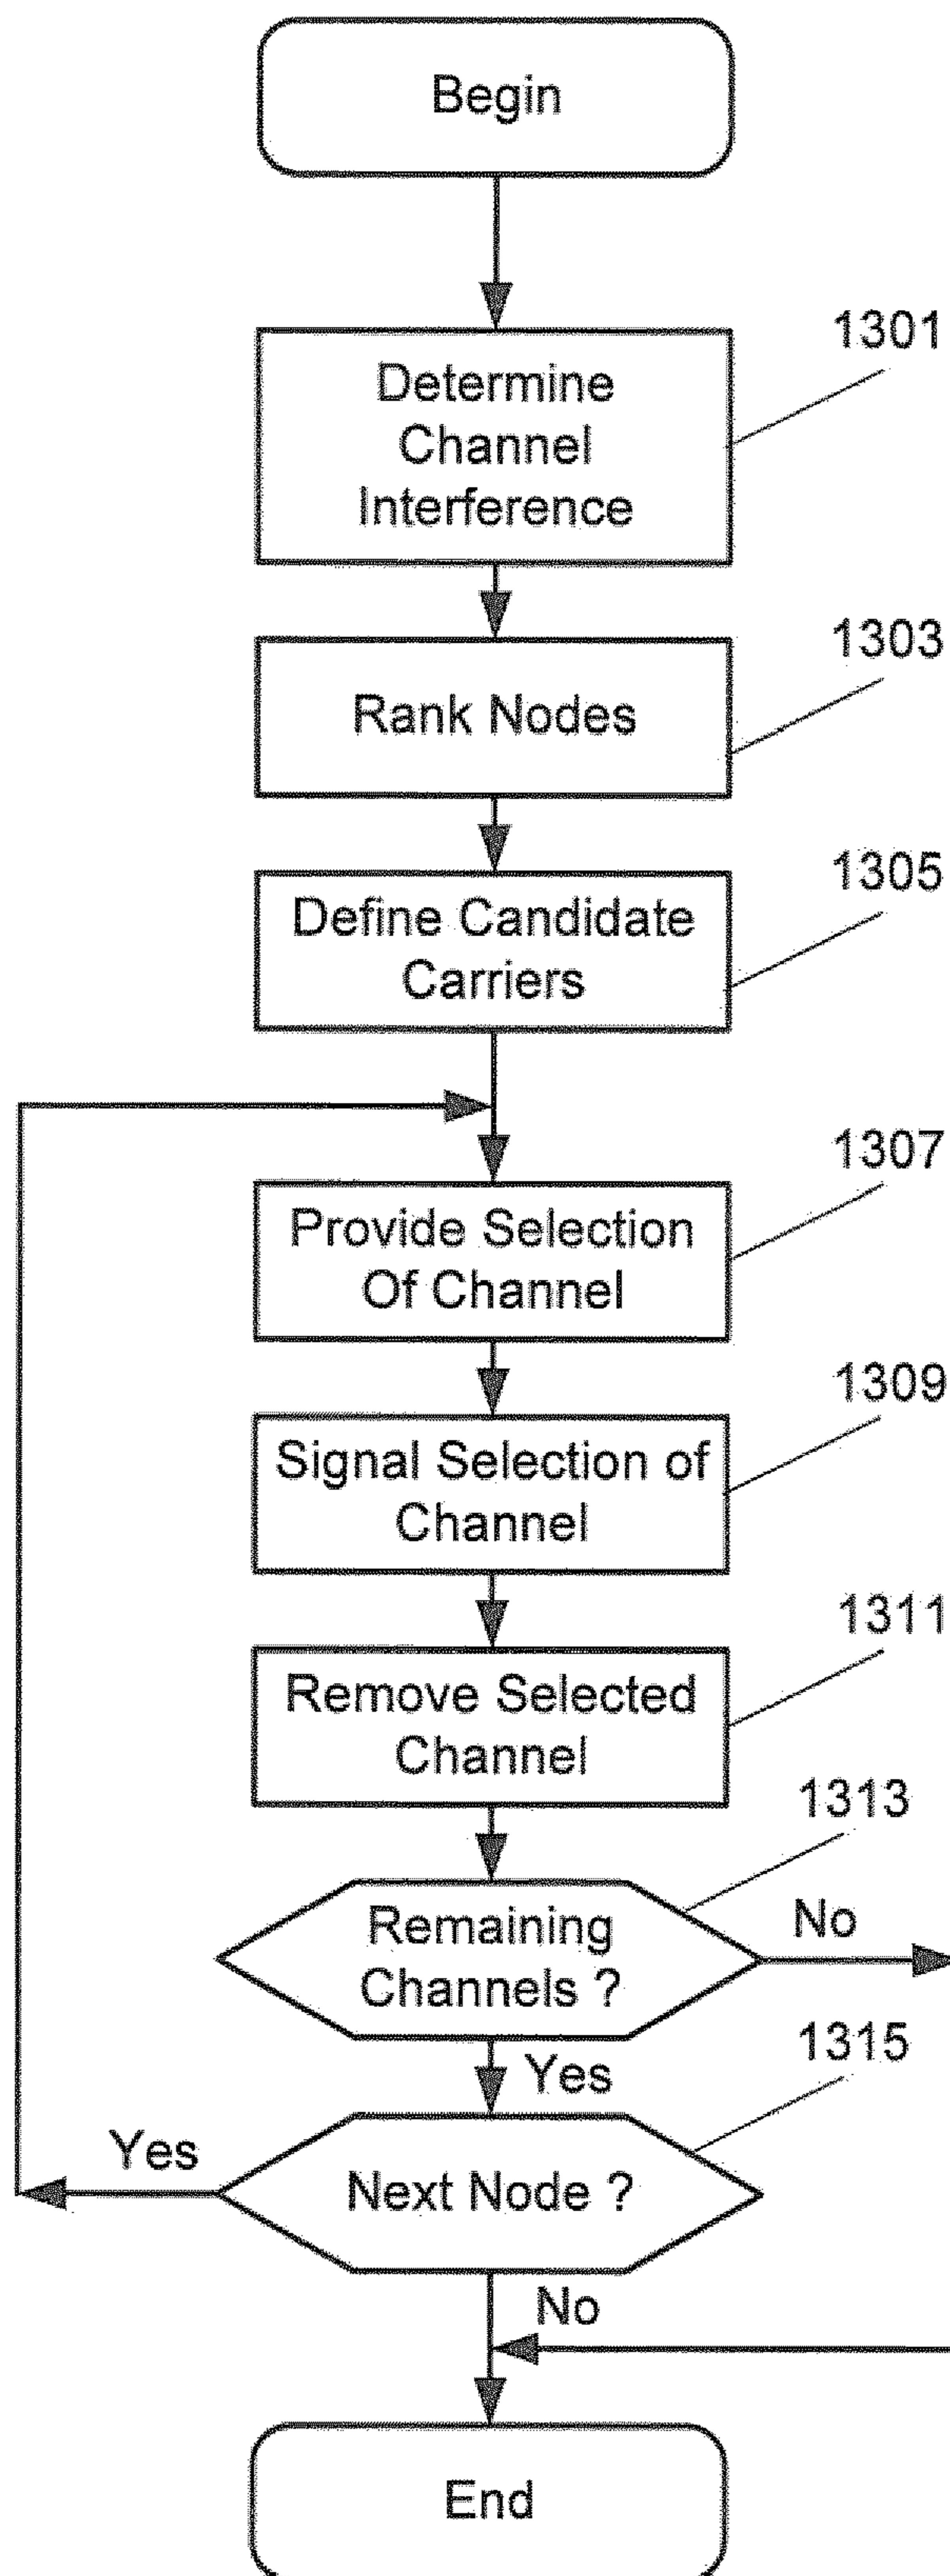 Begin
1301
Determine
Channel
Interference
1303
Rank Nodes
1305
Define Candidate
Carriers
1307
Provide Selection
Of Channel
1309
Signal Selection of
Channel
1311
Remove Selected
Channel
1313
Remaining
Channels ?
No
1315
Yes
Yes
Next Node ?
No
End